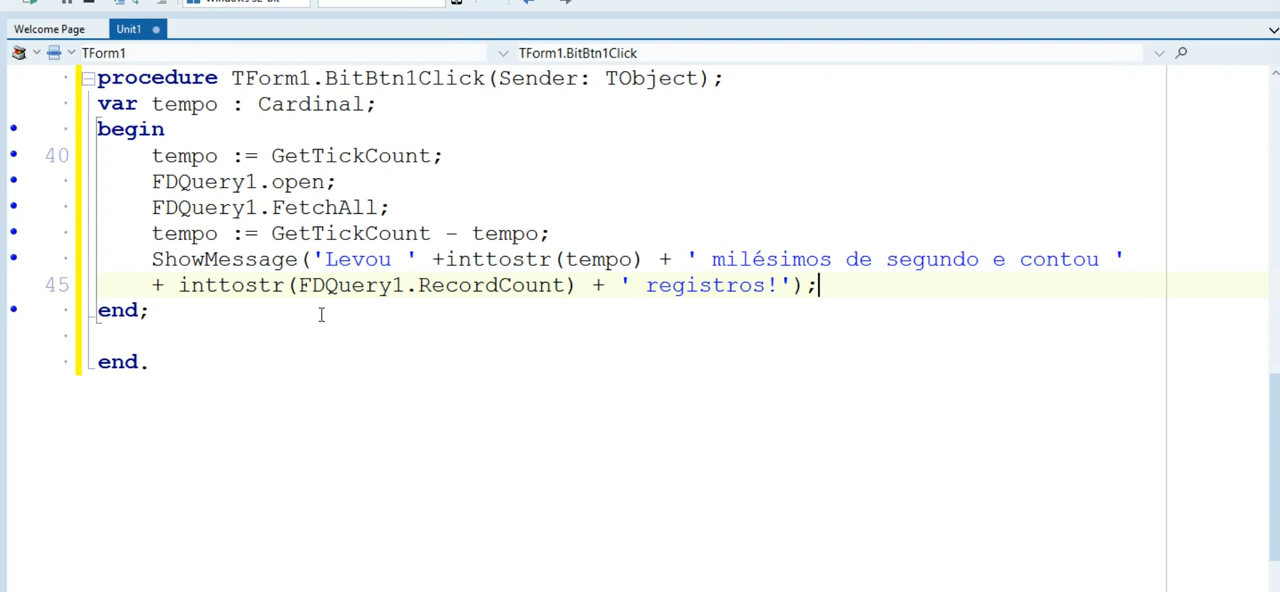 Welcome Page Unit1
TForm1 TForm1.BitBtn1Click
procedure TForm1.BitBtn1Click(Sender: TObject);
var tempo : Cardinal;
begin
40 tempo := GetTickCount;
FDQuery1.open;
FDQuery1.FetchAll;
tempo := GetTickCount - tempo;
ShowMessage('Levou ' +inttostr(tempo) + ' milésimos de segundo e contou '
45 + inttostr(FDQuery1.RecordCount) + ' registros!');
end;
end.